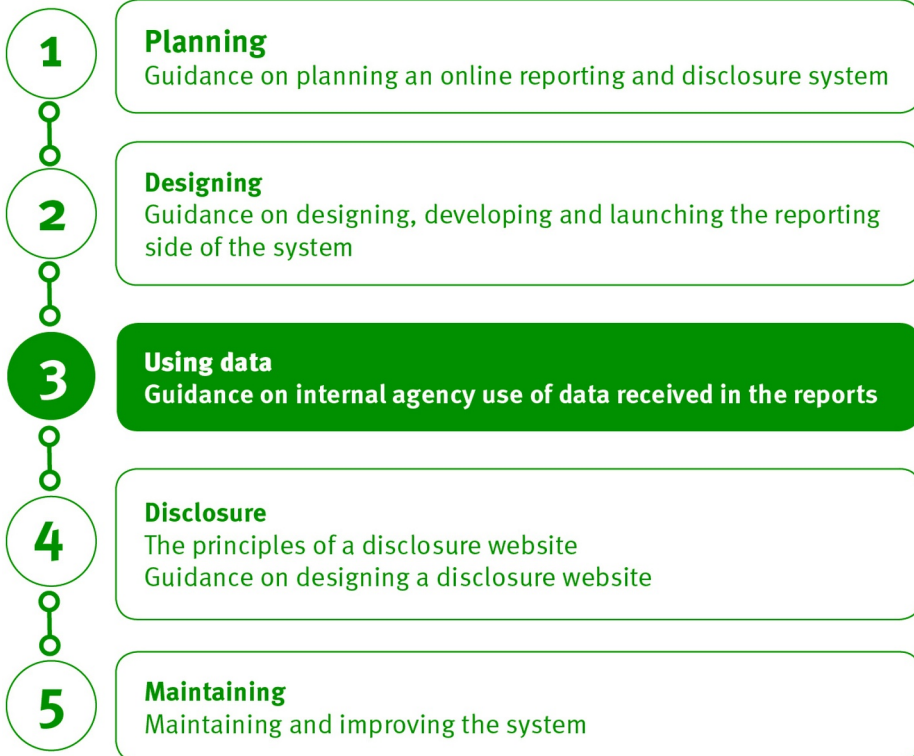 1
Planning
Guidance on planning an online reporting and disclosure system
2
Designing
Guidance on designing, developing and launching the reporting
side of the system
3
Using data
Guidance on internal agency use of data received in the reports
4
Disclosure
The principles of a disclosure website
Guidance on designing a disclosure website
5
Maintaining
Maintaining and improving the system